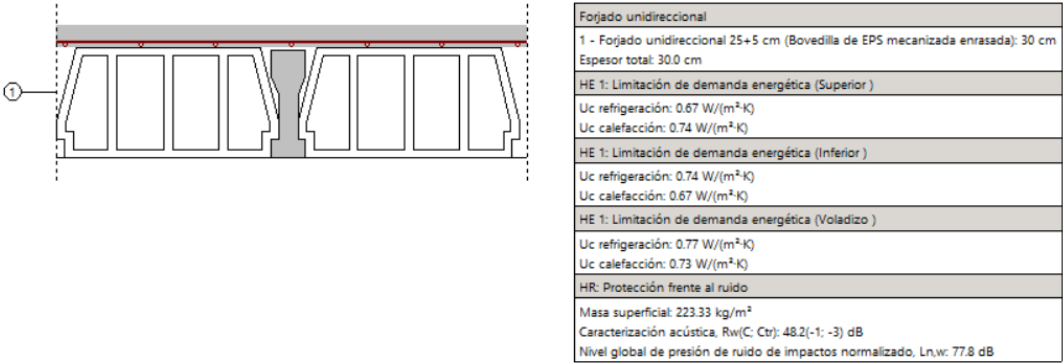 1
Forjado unidireccional
1 - Forjado unidireccional 25+5 cm (Bovedilla de EPS mecanizada enrasada): 30 cm
Espesor total: 30.0 cm
HE 1: Limitación de demanda energética (Superior )
Uc refrigeración: 0.67 W/(m²·K)
Uc calefacción: 0.74 W/(m²·K)
HE 1: Limitación de demanda energética (Inferior )
Uc refrigeración: 0.74 W/(m²·K)
Uc calefacción: 0.67 W/(m²·K)
HE 1: Limitación de demanda energética (Voladizo )
Uc refrigeración: 0.77 W/(m²·K)
Uc calefacción: 0.73 W/(m²·K)
HR: Protección frente al ruido
Masa superficial: 223.33 kg/m²
Caracterización acústica, Rw(C; Ctr): 48.2(-1; -3) dB
Nivel global de presión de ruido de impactos normalizado, Ln,w: 77.8 dB